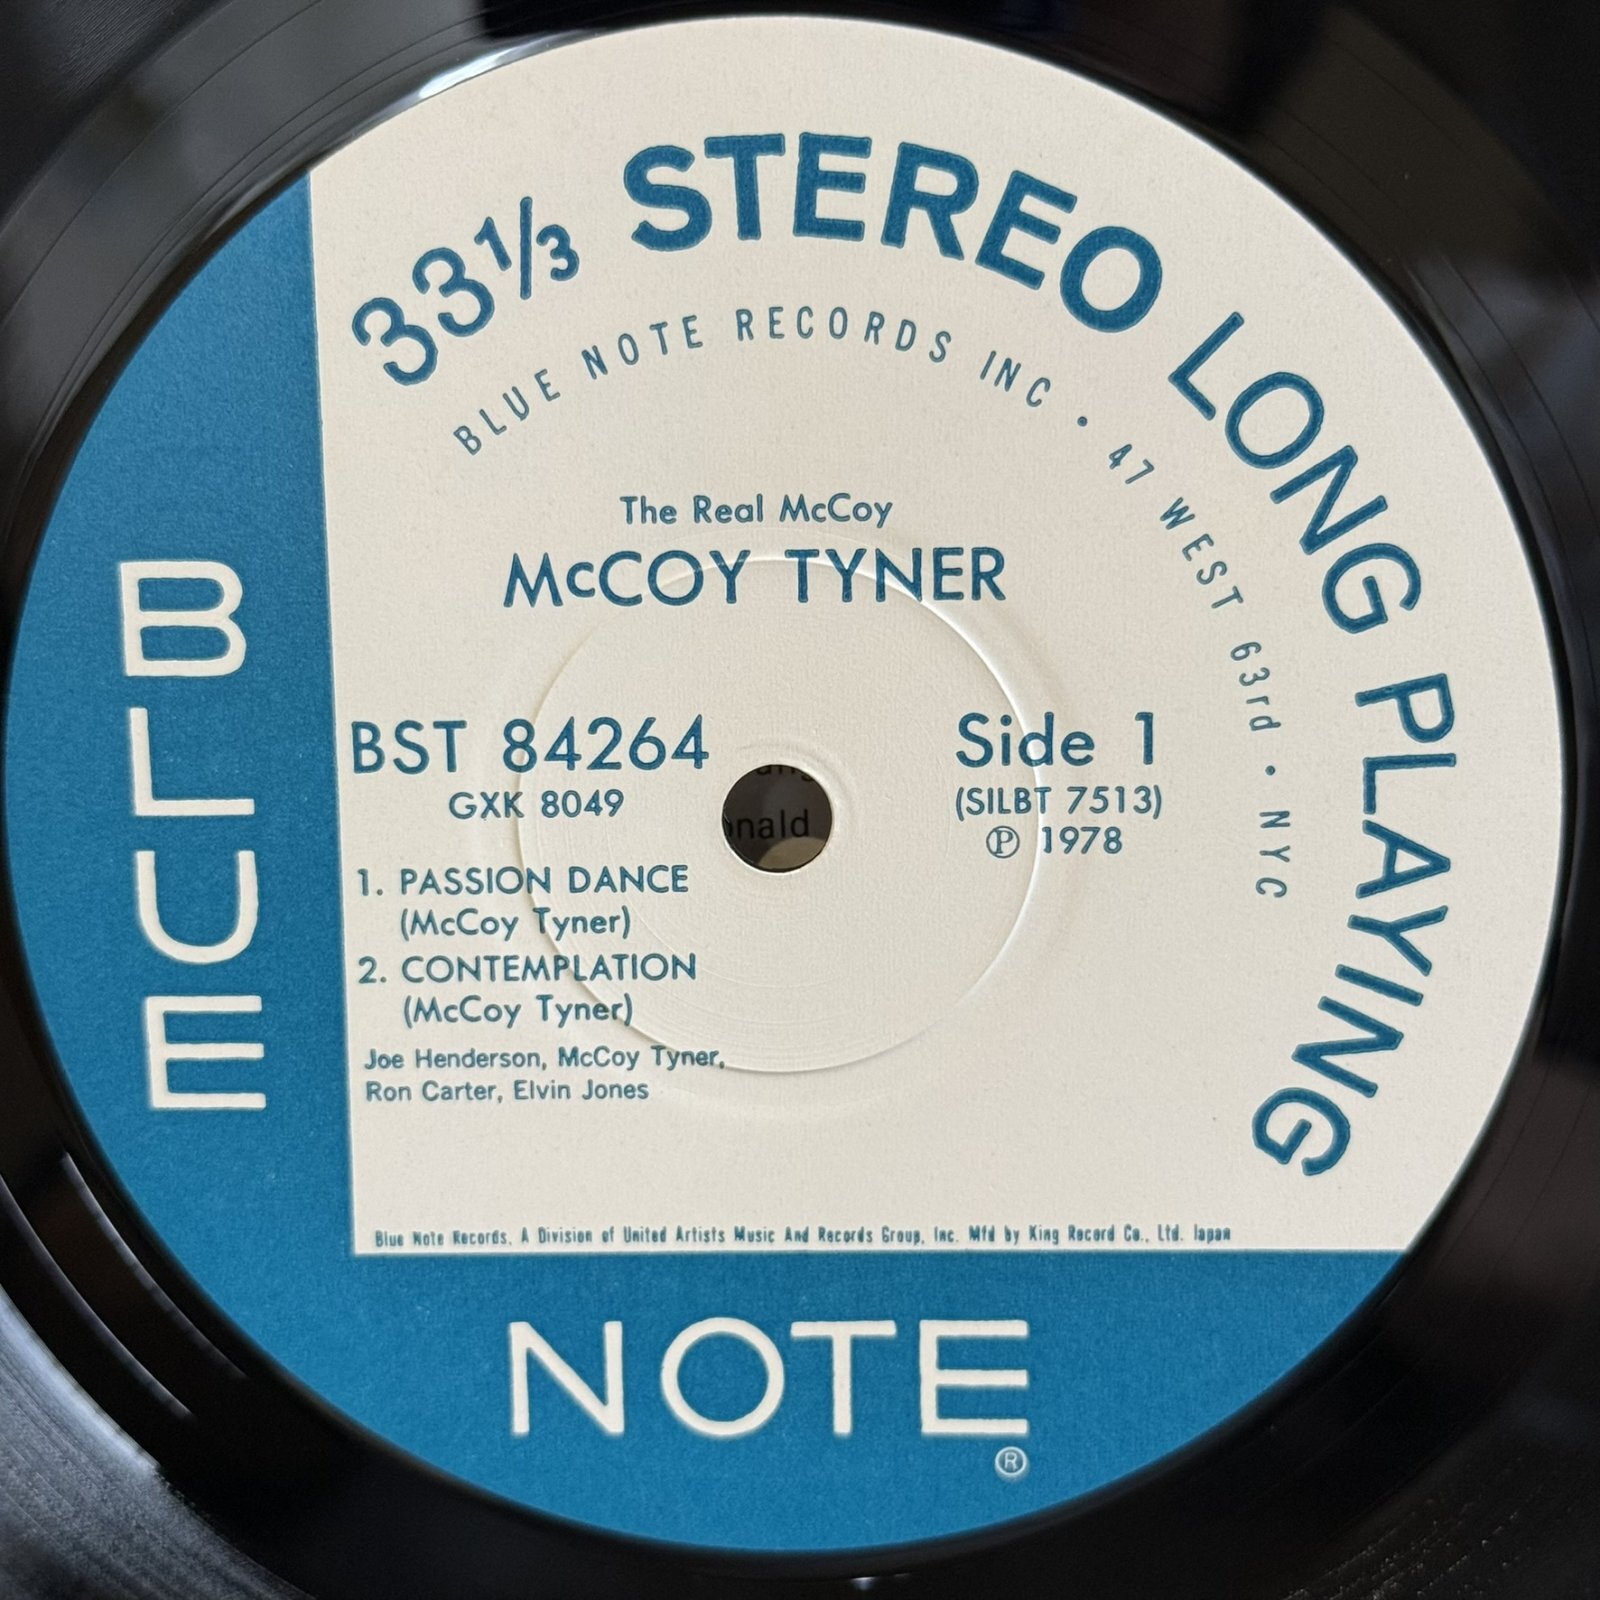 33 1/3 STEREO LONG PLAYING
BLUE NOTE RECORDS INC · 47 WEST 63rd · NYC
The Real McCoy
McCOY TYNER
BST 84264
GXK 8049
Side 1
(SILBT 7513)
℗ 1978
1. PASSION DANCE
(McCoy Tyner)
2. CONTEMPLATION
(McCoy Tyner)
Joe Henderson, McCoy Tyner,
Ron Carter, Elvin Jones
Blue Note Records, A Division of United Artists Music And Records Group, Inc. Mfd by King Record Co., Ltd. Japan
BLUE
NOTE
®